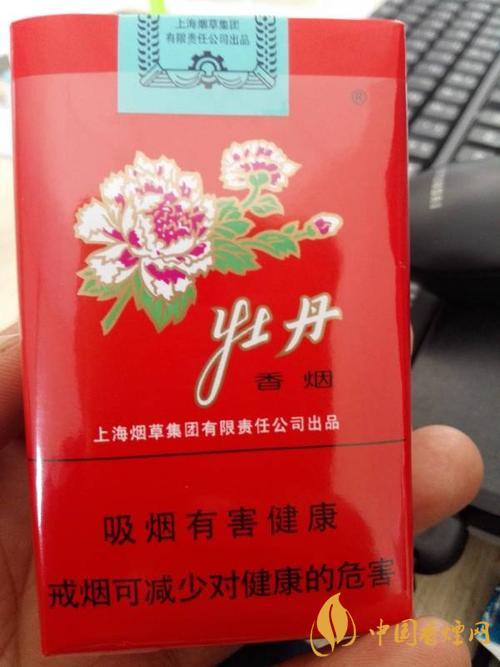 上海烟草集团
有限责任公司出品
®
牡丹
香烟
上海烟草集团有限责任公司出品
吸烟有害健康
戒烟可减少对健康的危害
中国香煙网